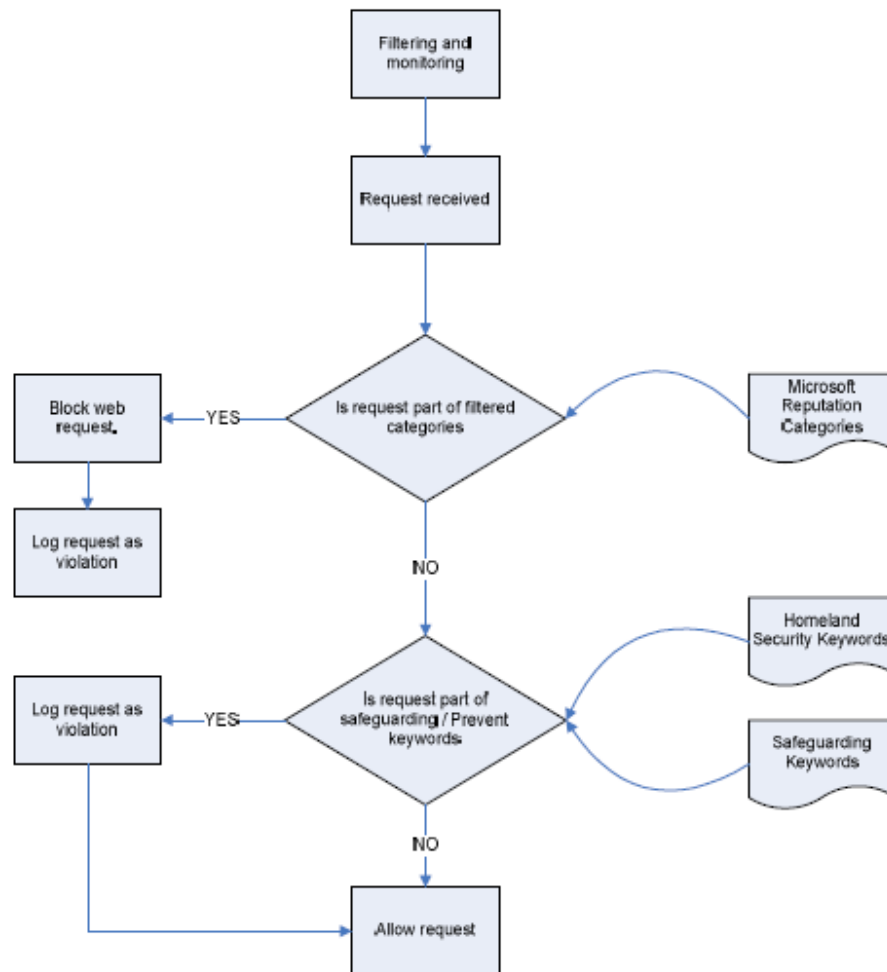 Filtering and
monitoring
Request received
Is request part of filtered
categories
Microsoft
Reputation
Categories
YES
Block web
request.
Log request as
violation
NO
Homeland
Security Keywords
Is request part of
safeguarding / Prevent
keywords.
YES
Log request as
violation
Safeguarding
Keywords
NO
Allow request